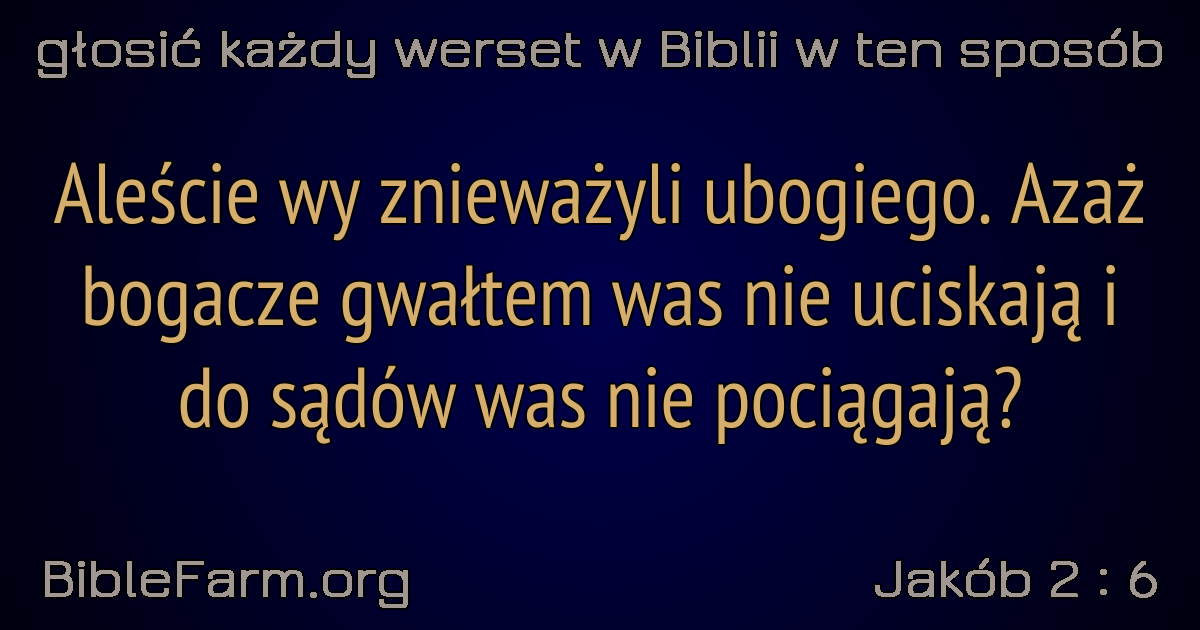 głosić każdy werset w Biblii w ten sposób
Aleście wy znieważyli ubogiego. Azaż
bogacze gwałtem was nie uciskają i
do sądów was nie pociągają?
BibleFarm.org
Jakób 2 : 6